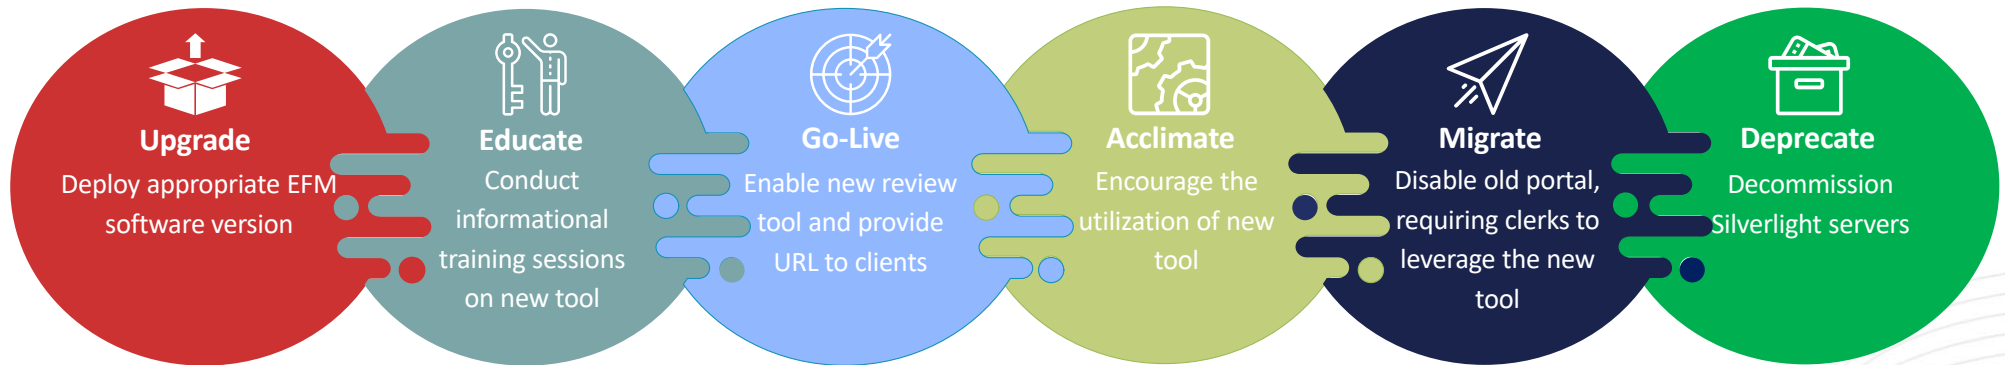 Upgrade
Deploy appropriate EFM
software version
Educate
Conduct
informational
training sessions
on new tool
Go-Live
Enable new review
tool and provide
URL to clients
Acclimate
Encourage the
utilization of new
tool
Migrate
Disable old portal,
requiring clerks to
leverage the new
tool
Deprecate
Decommission
Silverlight servers